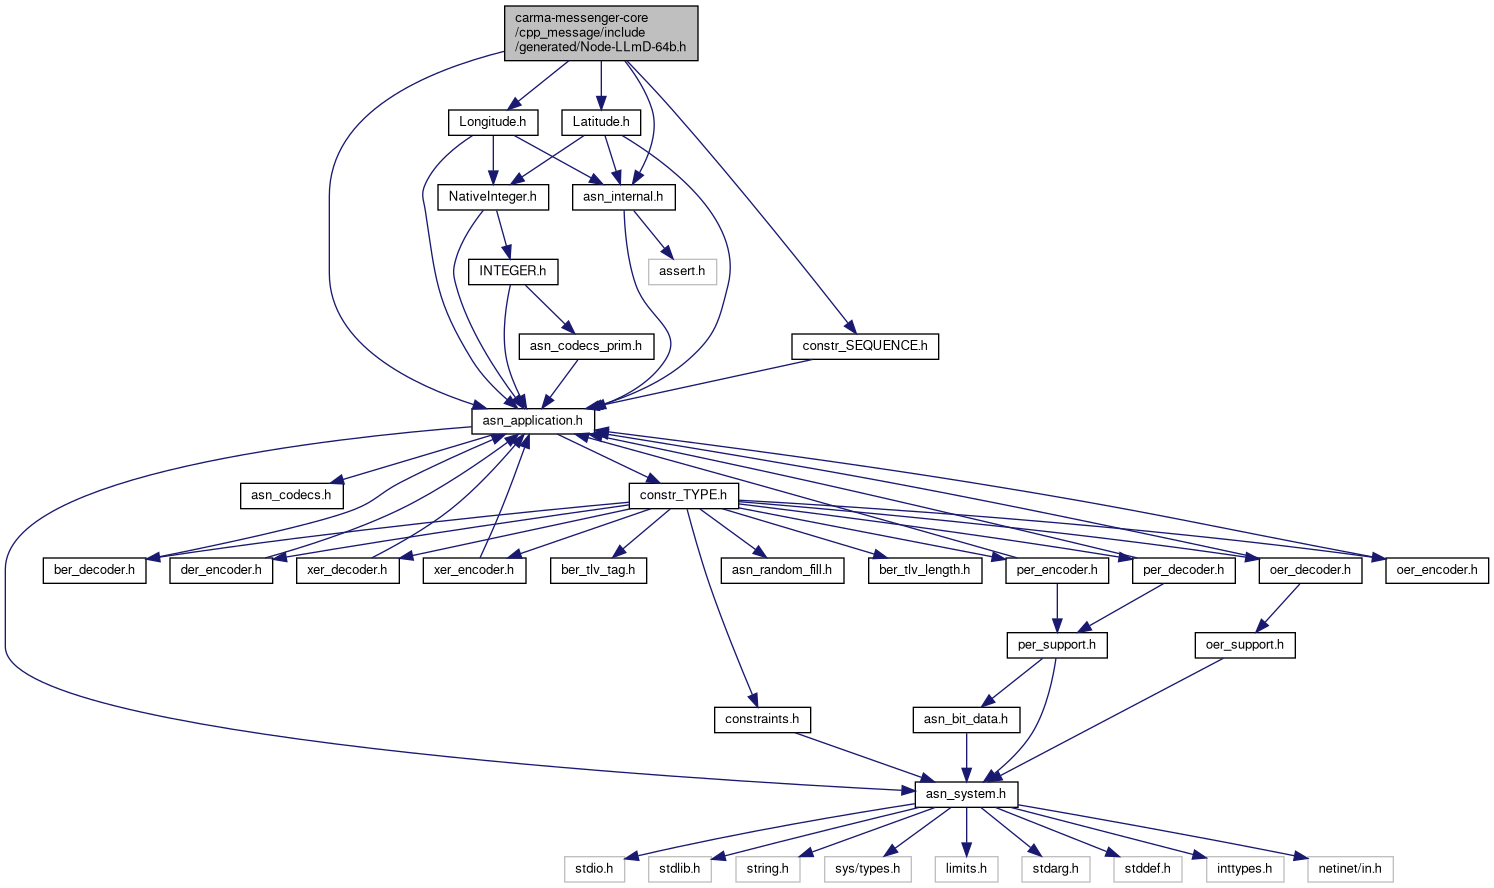 carma-messenger-core
/cpp_message/include
/generated/Node-LLmD-64b.h
Longitude.h
Latitude.h
NativeInteger.h
asn_internal.h
INTEGER.h
assert.h
asn_codecs_prim.h
constr_SEQUENCE.h
asn_application.h
asn_codecs.h
constr_TYPE.h
ber_decoder.h
der_encoder.h
xer_decoder.h
xer_encoder.h
ber_tlv_tag.h
asn_random_fill.h
ber_tlv_length.h
per_encoder.h
per_decoder.h
oer_decoder.h
oer_encoder.h
per_support.h
oer_support.h
constraints.h
asn_bit_data.h
asn_system.h
stdio.h
stdlib.h
string.h
sys/types.h
limits.h
stdarg.h
stddef.h
inttypes.h
netinet/in.h